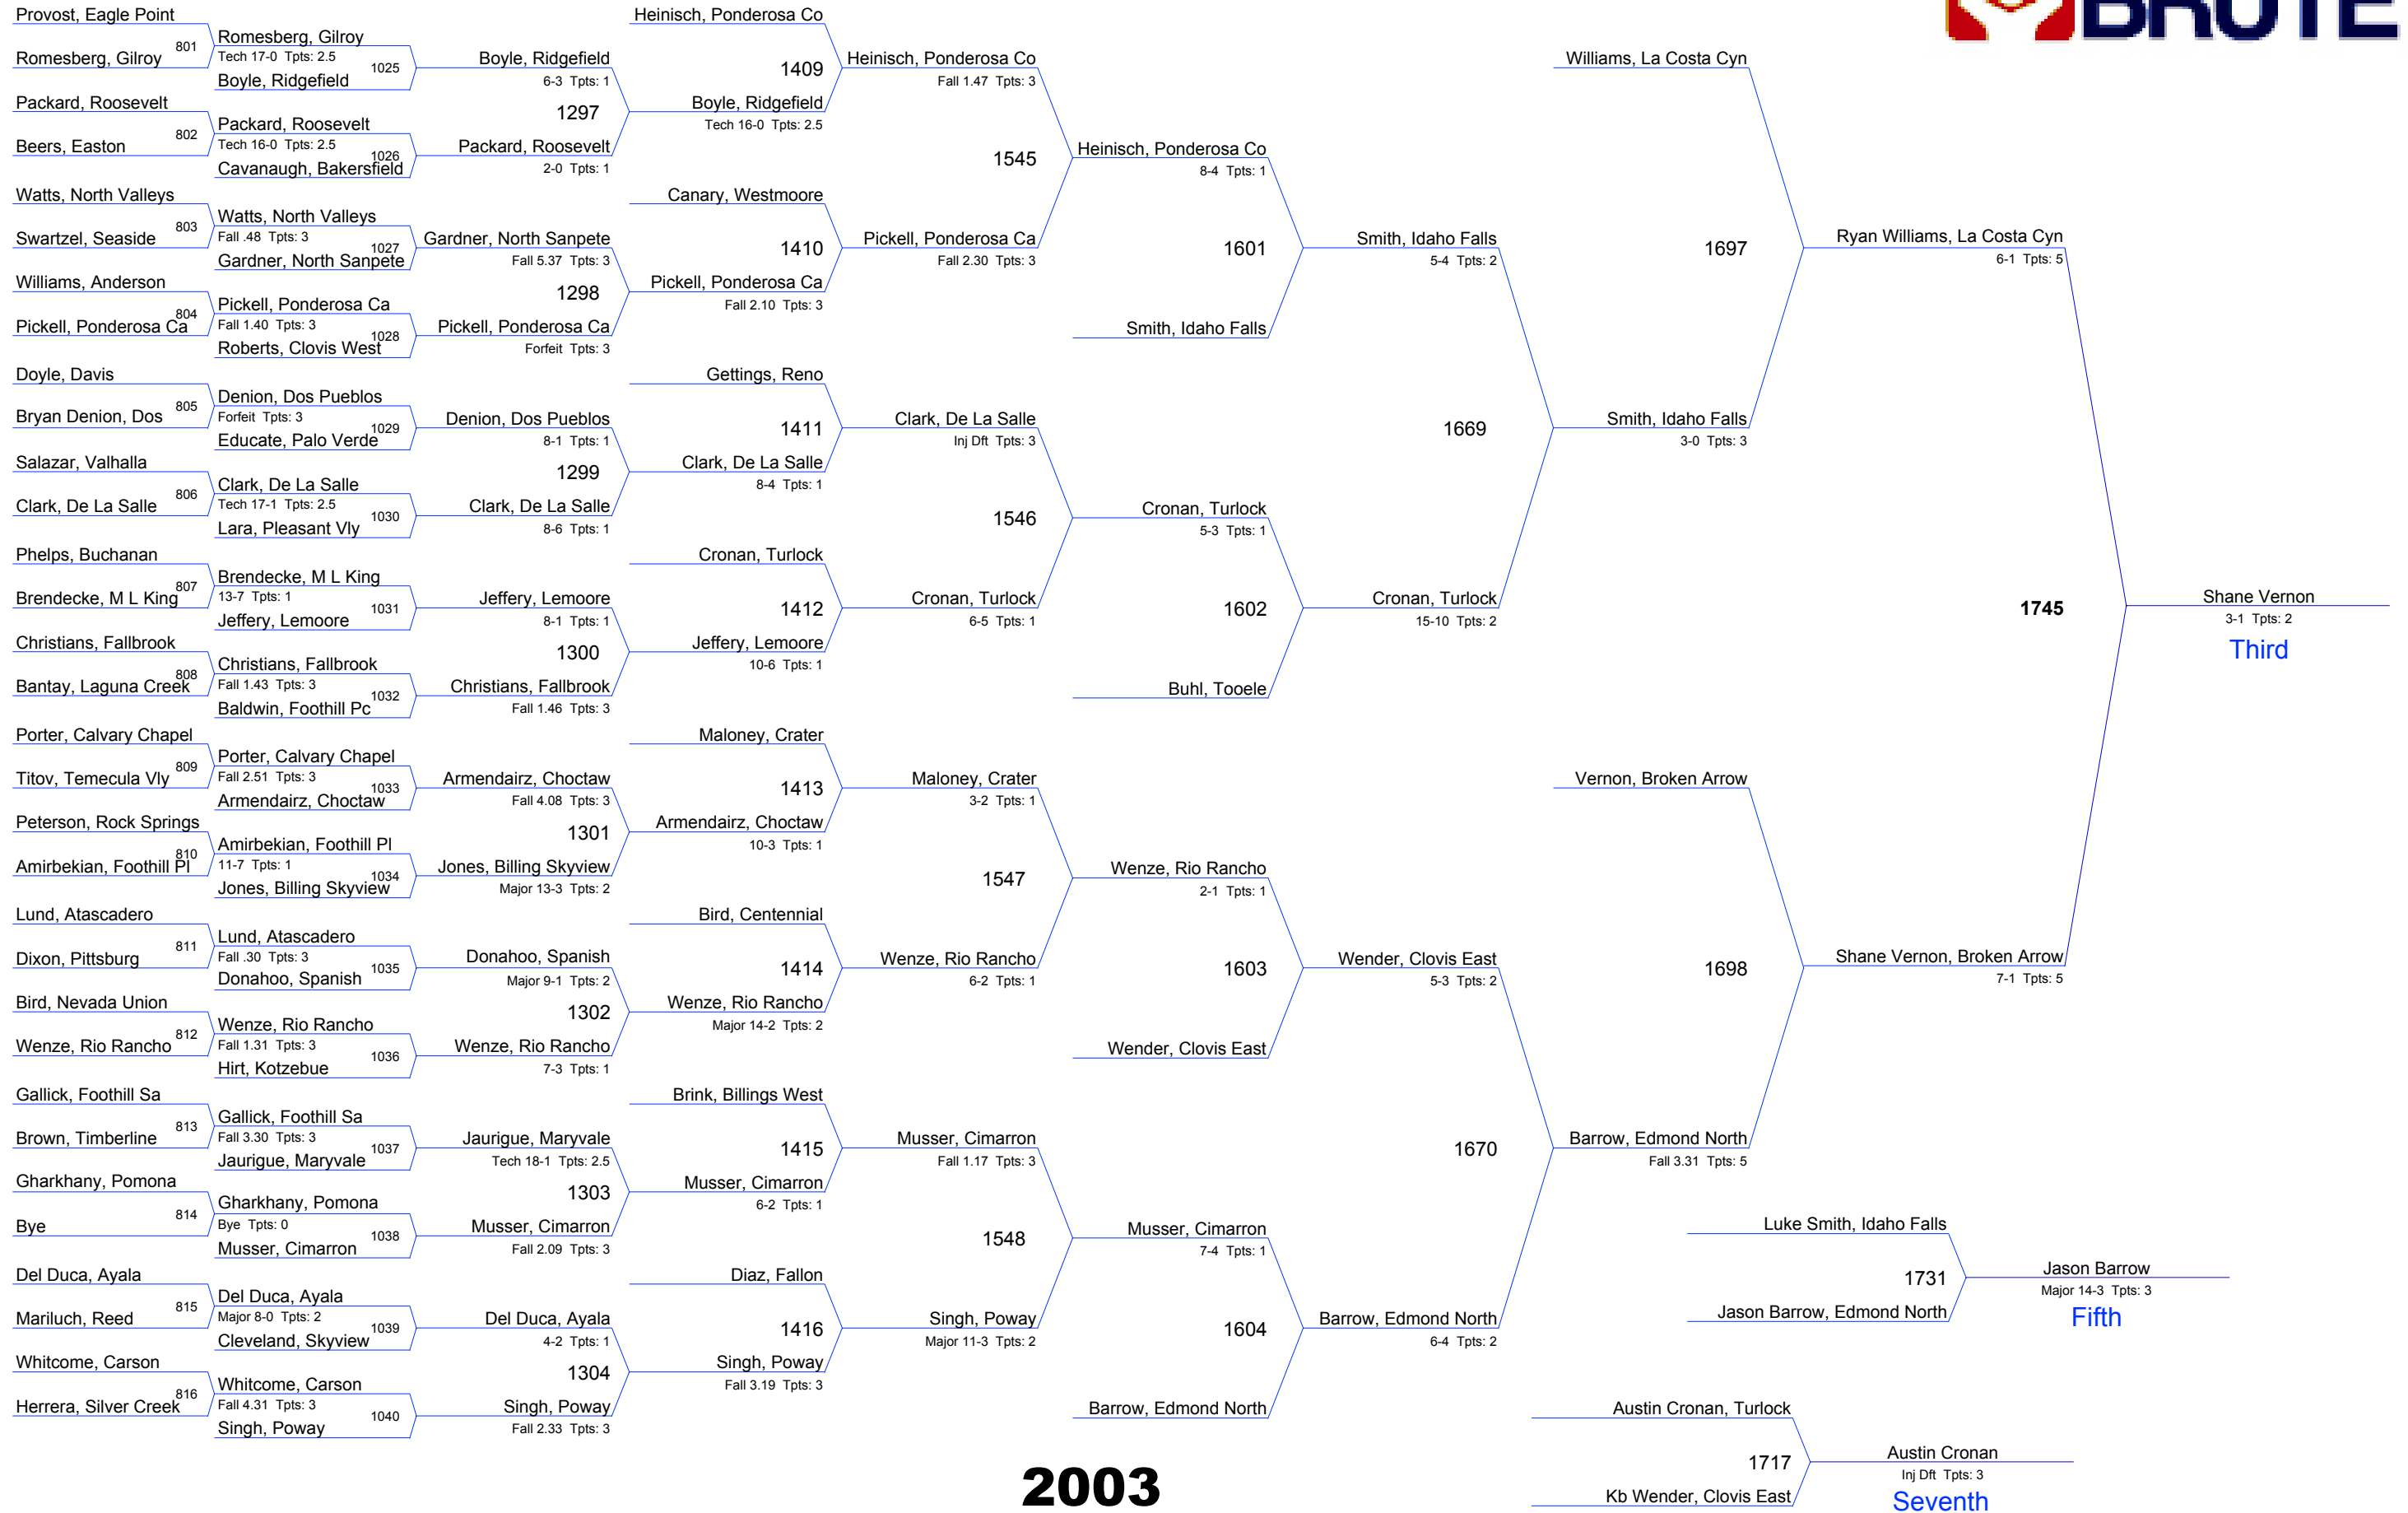 BRUTE
Provost, Eagle Point
801
Romesberg, Gilroy
Packard, Roosevelt
802
Beers, Easton
Watts, North Valleys
803
Swartzel, Seaside
Williams, Anderson
804
Pickell, Ponderosa Ca
Doyle, Davis
805
Bryan Denion, Dos
Salazar, Valhalla
806
Clark, De La Salle
Phelps, Buchanan
807
Brendecke, M L King
Christians, Fallbrook
808
Bantay, Laguna Creek
Porter, Calvary Chapel
809
Titov, Temecula Vly
Peterson, Rock Springs
810
Amirbekian, Foothill Pl
Lund, Atascadero
811
Dixon, Pittsburg
Bird, Nevada Union
812
Wenze, Rio Rancho
Gallick, Foothill Sa
813
Brown, Timberline
Gharkhany, Pomona
814
Bye
Del Duca, Ayala
815
Mariluch, Reed
Whitcome, Carson
816
Herrera, Silver Creek
Romesberg, Gilroy
Tech 17-0 Tpts: 2.5
1025
Boyle, Ridgefield
Packard, Roosevelt
Tech 16-0 Tpts: 2.5
1026
Cavanaugh, Bakersfield
Watts, North Valleys
Fall .48 Tpts: 3
1027
Gardner, North Sanpete
Pickell, Ponderosa Ca
Fall 1.40 Tpts: 3
1028
Roberts, Clovis West
Denion, Dos Pueblos
Forfeit Tpts: 3
1029
Educate, Palo Verde
Clark, De La Salle
Tech 17-1 Tpts: 2.5
1030
Lara, Pleasant Vly
Brendecke, M L King
13-7 Tpts: 1
1031
Jeffery, Lemoore
Christians, Fallbrook
Fall 1.43 Tpts: 3
1032
Baldwin, Foothill Pc
Porter, Calvary Chapel
Fall 2.51 Tpts: 3
1033
Armendairz, Choctaw
Amirbekian, Foothill Pl
11-7 Tpts: 1
1034
Jones, Billing Skyview
Lund, Atascadero
Fall .30 Tpts: 3
1035
Donahoo, Spanish
Wenze, Rio Rancho
Fall 1.31 Tpts: 3
1036
Hirt, Kotzebue
Gallick, Foothill Sa
Fall 3.30 Tpts: 3
1037
Jaurigue, Maryvale
Gharkhany, Pomona
Bye Tpts: 0
1038
Musser, Cimarron
Del Duca, Ayala
Major 8-0 Tpts: 2
1039
Cleveland, Skyview
Whitcome, Carson
Fall 4.31 Tpts: 3
1040
Singh, Poway
Boyle, Ridgefield
6-3 Tpts: 1
1297
Packard, Roosevelt
2-0 Tpts: 1
Gardner, North Sanpete
Fall 5.37 Tpts: 3
1298
Pickell, Ponderosa Ca
Forfeit Tpts: 3
Denion, Dos Pueblos
8-1 Tpts: 1
1299
Clark, De La Salle
8-6 Tpts: 1
Jeffery, Lemoore
8-1 Tpts: 1
1300
Christians, Fallbrook
Fall 1.46 Tpts: 3
Armendairz, Choctaw
Fall 4.08 Tpts: 3
1301
Jones, Billing Skyview
Major 13-3 Tpts: 2
Donahoo, Spanish
Major 9-1 Tpts: 2
1302
Wenze, Rio Rancho
7-3 Tpts: 1
Jaurigue, Maryvale
Tech 18-1 Tpts: 2.5
1303
Musser, Cimarron
Fall 2.09 Tpts: 3
Del Duca, Ayala
4-2 Tpts: 1
1304
Singh, Poway
Fall 2.33 Tpts: 3
Heinisch, Ponderosa Co
1409
Boyle, Ridgefield
Tech 16-0 Tpts: 2.5
Canary, Westmoore
1410
Pickell, Ponderosa Ca
Fall 2.10 Tpts: 3
Gettings, Reno
1411
Clark, De La Salle
8-4 Tpts: 1
Cronan, Turlock
1412
Jeffery, Lemoore
10-6 Tpts: 1
Maloney, Crater
1413
Armendairz, Choctaw
10-3 Tpts: 1
Bird, Centennial
1414
Wenze, Rio Rancho
Major 14-2 Tpts: 2
Brink, Billings West
1415
Musser, Cimarron
6-2 Tpts: 1
Diaz, Fallon
1416
Singh, Poway
Fall 3.19 Tpts: 3
Heinisch, Ponderosa Co
Fall 1.47 Tpts: 3
1545
Pickell, Ponderosa Ca
Fall 2.30 Tpts: 3
Clark, De La Salle
Inj Dft Tpts: 3
1546
Cronan, Turlock
6-5 Tpts: 1
Maloney, Crater
3-2 Tpts: 1
1547
Wenze, Rio Rancho
6-2 Tpts: 1
Musser, Cimarron
Fall 1.17 Tpts: 3
1548
Singh, Poway
Major 11-3 Tpts: 2
Heinisch, Ponderosa Co
8-4 Tpts: 1
1601
Smith, Idaho Falls
Cronan, Turlock
5-3 Tpts: 1
1602
Buhl, Tooele
Wenze, Rio Rancho
2-1 Tpts: 1
1603
Wender, Clovis East
Musser, Cimarron
7-4 Tpts: 1
1604
Barrow, Edmond North
Smith, Idaho Falls
5-4 Tpts: 2
1669
Cronan, Turlock
15-10 Tpts: 2
Wender, Clovis East
5-3 Tpts: 2
1670
Barrow, Edmond North
6-4 Tpts: 2
Williams, La Costa Cyn
1697
Smith, Idaho Falls
3-0 Tpts: 3
Vernon, Broken Arrow
1698
Barrow, Edmond North
Fall 3.31 Tpts: 5
Ryan Williams, La Costa Cyn
6-1 Tpts: 5
1745
Shane Vernon, Broken Arrow
7-1 Tpts: 5
Shane Vernon
3-1 Tpts: 2
Third
Luke Smith, Idaho Falls
1731
Jason Barrow, Edmond North
Jason Barrow
Major 14-3 Tpts: 3
Fifth
Austin Cronan, Turlock
1717
Kb Wender, Clovis East
Austin Cronan
Inj Dft Tpts: 3
Seventh
2003